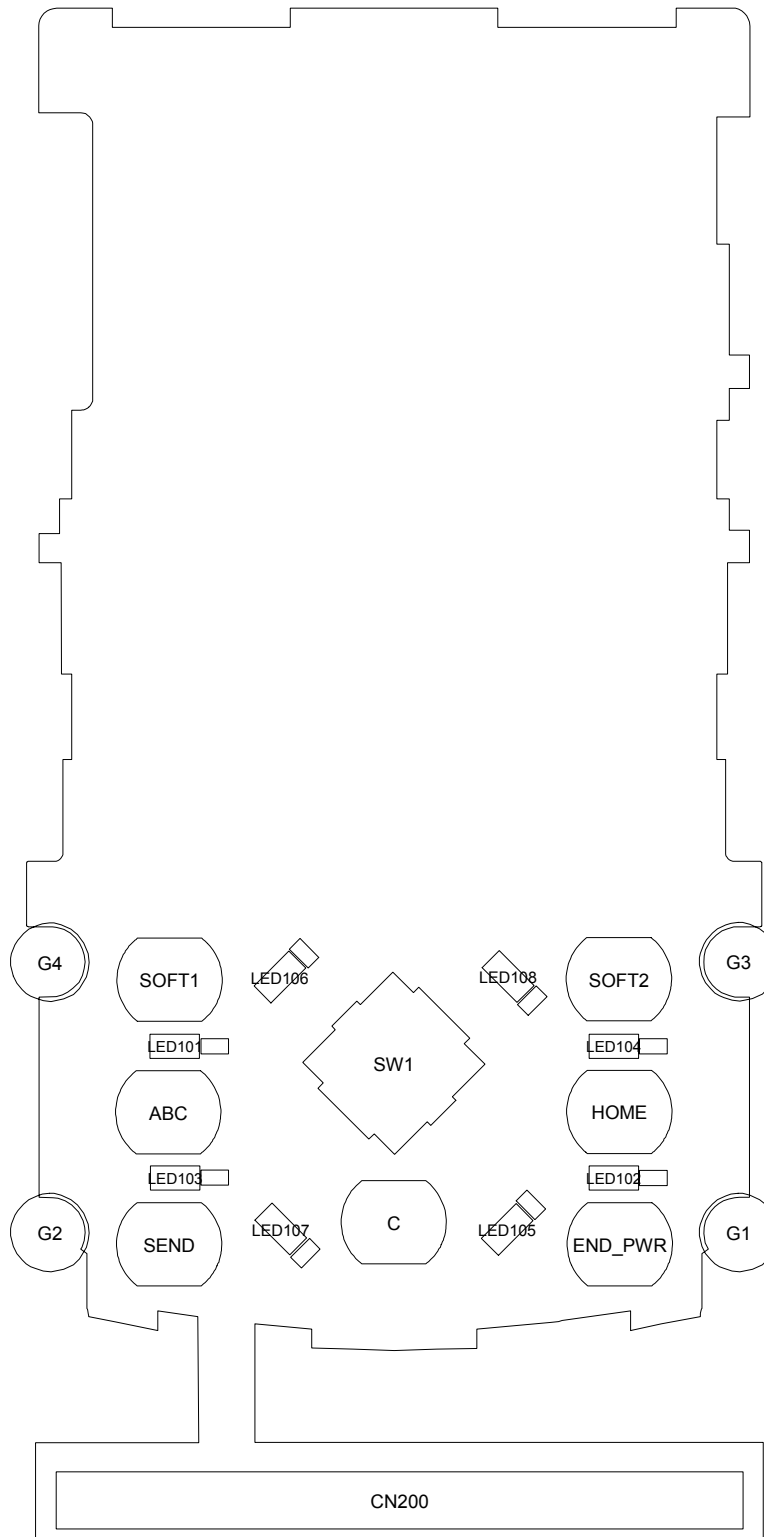 G4
SOFT1
LED106
LED108
SOFT2
G3
LED101
SW1
LED104
ABC
HOME
LED103
LED102
G2
SEND
LED107
C
LED105
END_PWR
G1
CN200